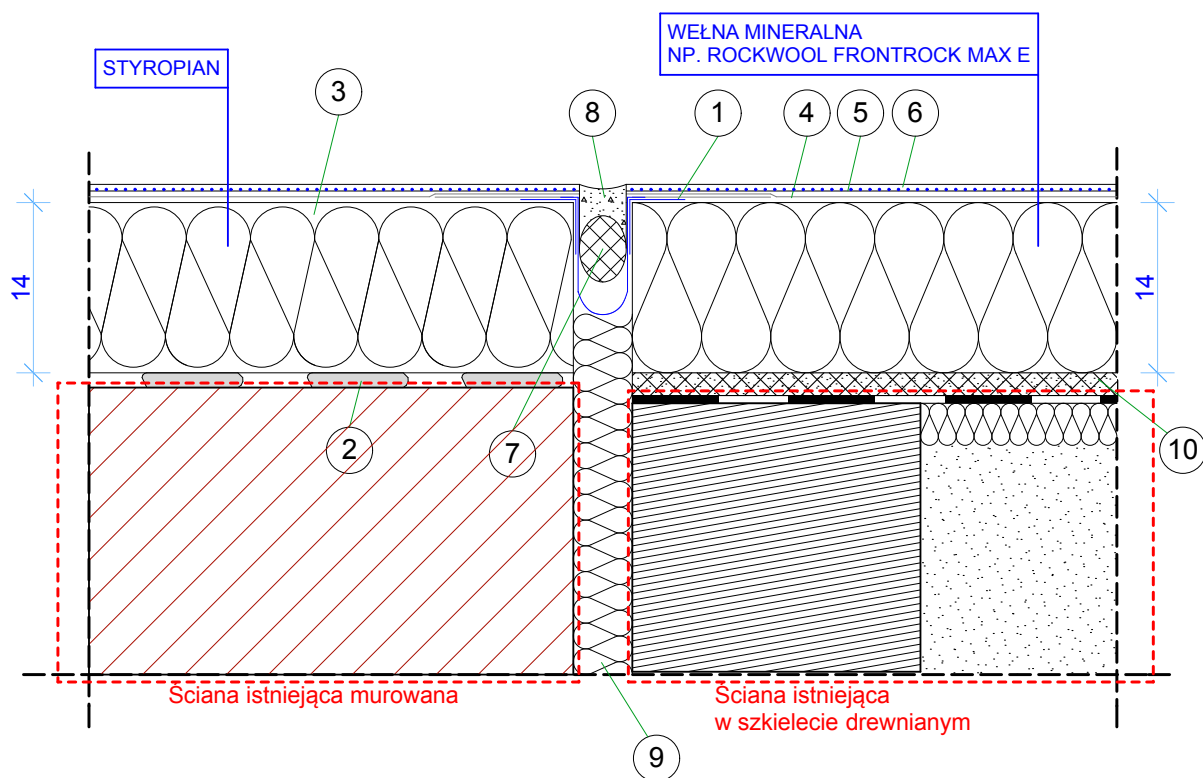 WEŁNA MINERALNA
NP. ROCKWOOL FRONTROCK MAX E
STYROPIAN
3
8
1
4
5
6
14
14
2
7
10
Ściana istniejąca murowana
Ściana istniejąca
w szkielecie drewnianym
9